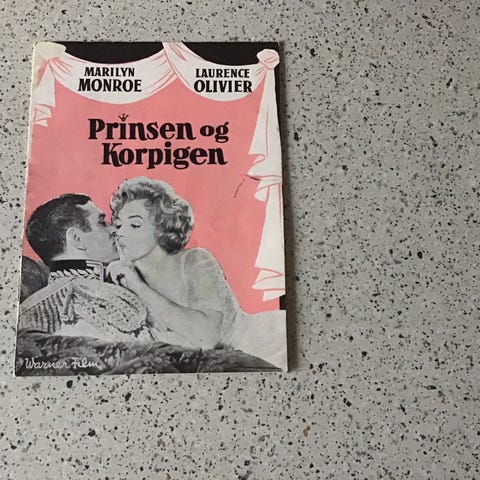 MARILYN
MONROE
LAURENCE
OLIVIER
Prinsen og
Korpigen
Warner Film